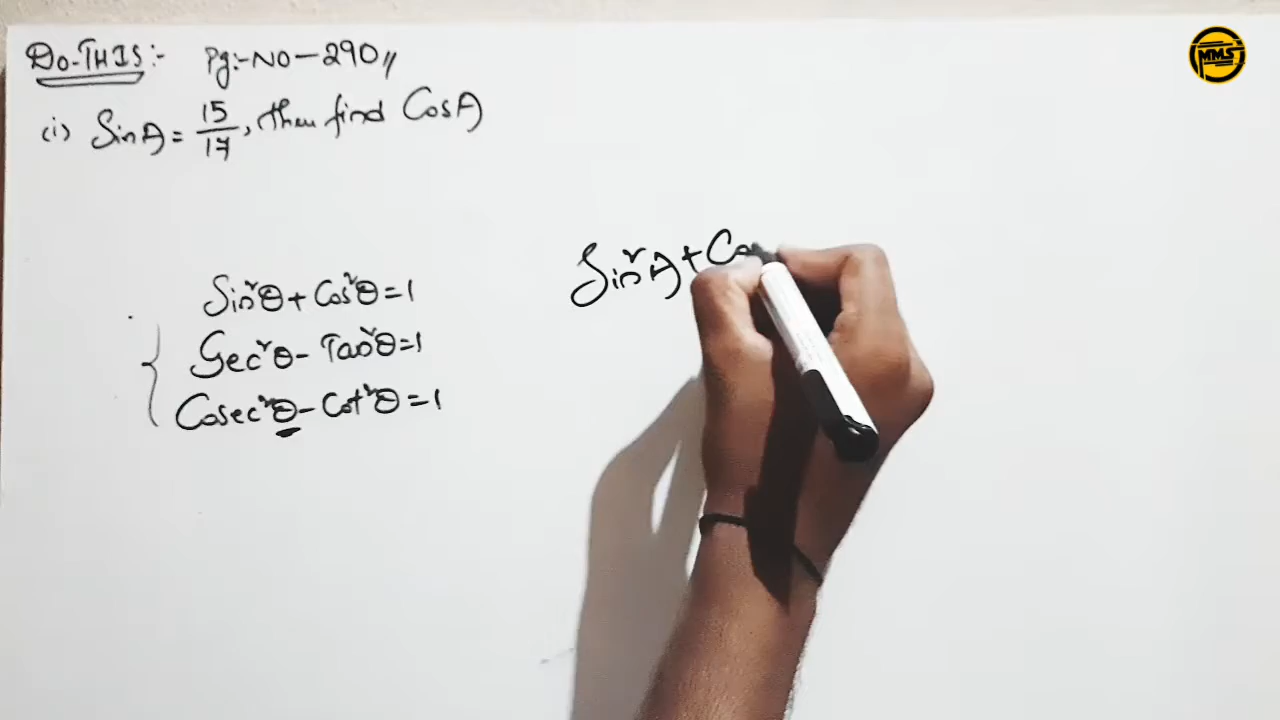 Do-THIS:- Pg:-No-290//
(i) SinA = 15/17, then find CosA
Sin²θ + Cos²θ = 1
Sec²θ - Tan²θ = 1
Cosec²θ - Cot²θ = 1
Sin²A + Co
MMS